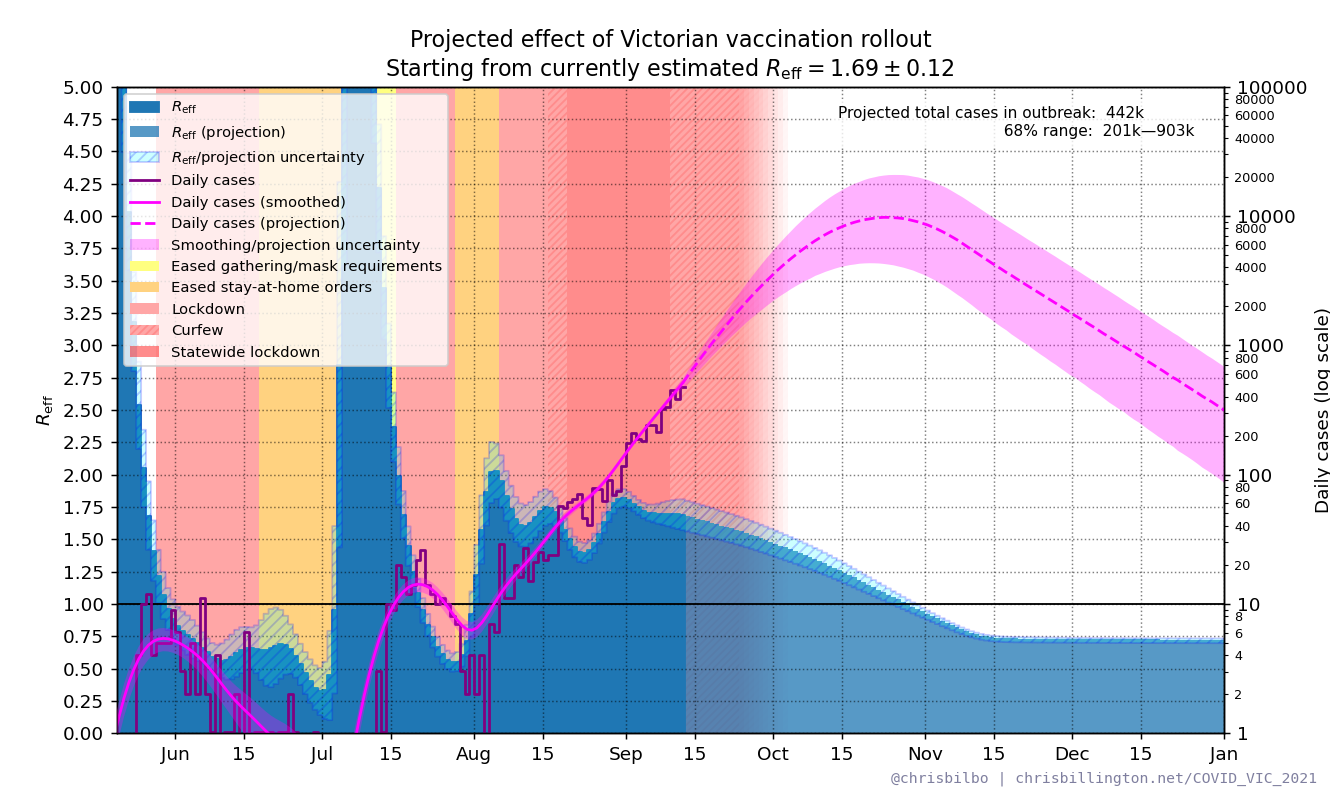 Projected effect of Victorian vaccination rollout
Starting from currently estimated Reff = 1.69 ± 0.12
Projected total cases in outbreak: 442k
68% range: 201k—903k
Reff
Reff (projection)
Reff/projection uncertainty
Daily cases
Daily cases (smoothed)
Daily cases (projection)
Smoothing/projection uncertainty
Eased gathering/mask requirements
Eased stay-at-home orders
Lockdown
Curfew
Statewide lockdown
Reff
5.00
4.75
4.50
4.25
4.00
3.75
3.50
3.25
3.00
2.75
2.50
2.25
2.00
1.75
1.50
1.25
1.00
0.75
0.50
0.25
0.00
100000
80000
60000
40000
20000
10000
8000
6000
4000
2000
1000
800
600
400
200
100
80
60
40
20
10
8
6
4
2
1
Daily cases (log scale)
Jun 15 Jul 15 Aug 15 Sep 15 Oct 15 Nov 15 Dec 15 Jan
@chrisbilbo | chrisbillington.net/COVID_VIC_2021